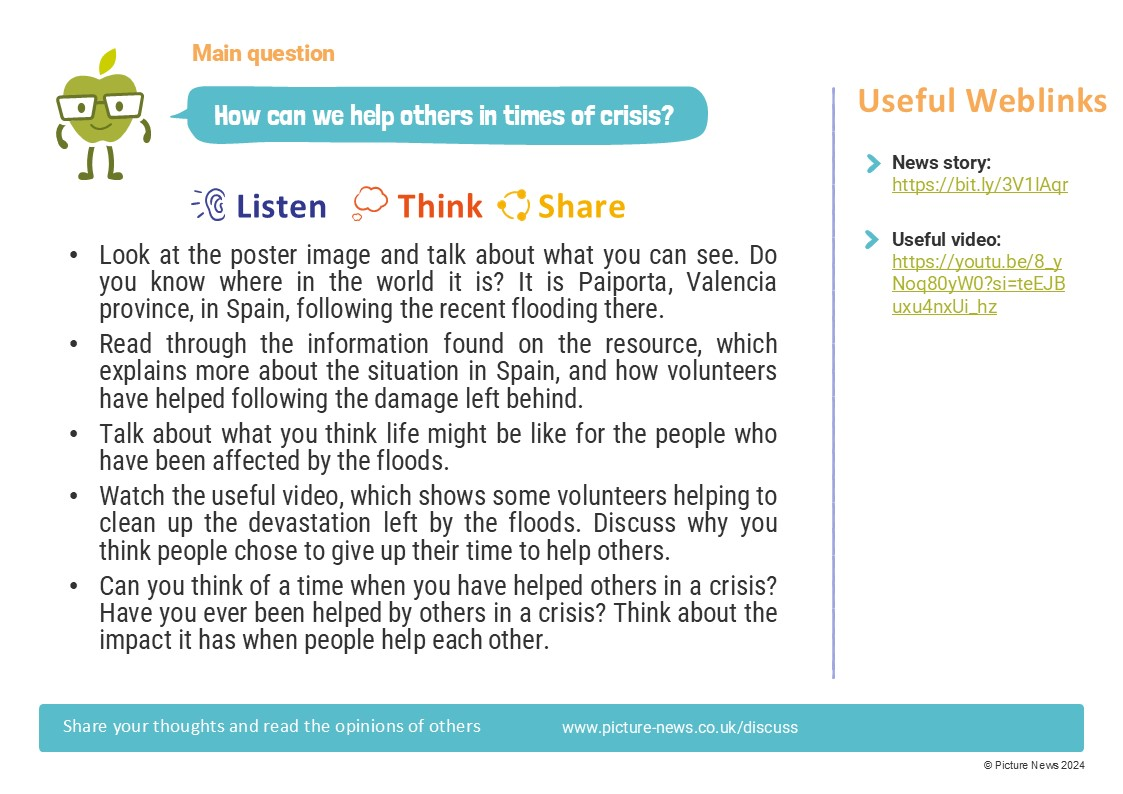 Main question
How can we help others in times of crisis?
Listen Think Share
• Look at the poster image and talk about what you can see. Do
you know where in the world it is? It is Paiporta, Valencia
province, in Spain, following the recent flooding there.
• Read through the information found on the resource, which
explains more about the situation in Spain, and how volunteers
have helped following the damage left behind.
• Talk about what you think life might be like for the people who
have been affected by the floods.
• Watch the useful video, which shows some volunteers helping to
clean up the devastation left by the floods. Discuss why you
think people chose to give up their time to help others.
• Can you think of a time when you have helped others in a crisis?
Have you ever been helped by others in a crisis? Think about the
impact it has when people help each other.
Useful Weblinks
News story:
https://bit.ly/3V1lAqr
Useful video:
https://youtu.be/8_y
Noq80yW0?si=teEJB
uxu4nxUi_hz
Share your thoughts and read the opinions of others
www.picture-news.co.uk/discuss
© Picture News 2024